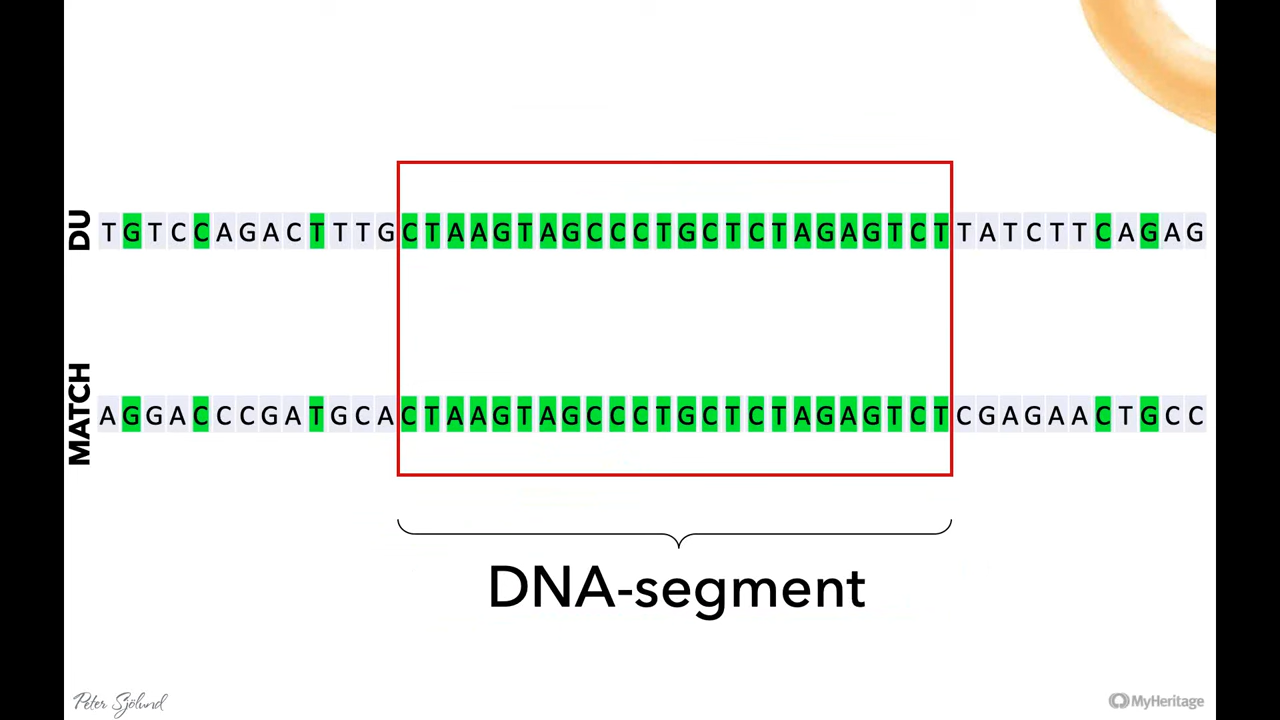 DU
TGTCCAGACTTTGCTAAGTAGCCCTGCTCTAGAGTCTTATCTTCAGAG
MATCH
AGGACCCGATGCACTAAGTAGCCCTGCTCTAGAGTCTCGAGAACTGCC
DNA-segment
Peter Sjölund
MyHeritage